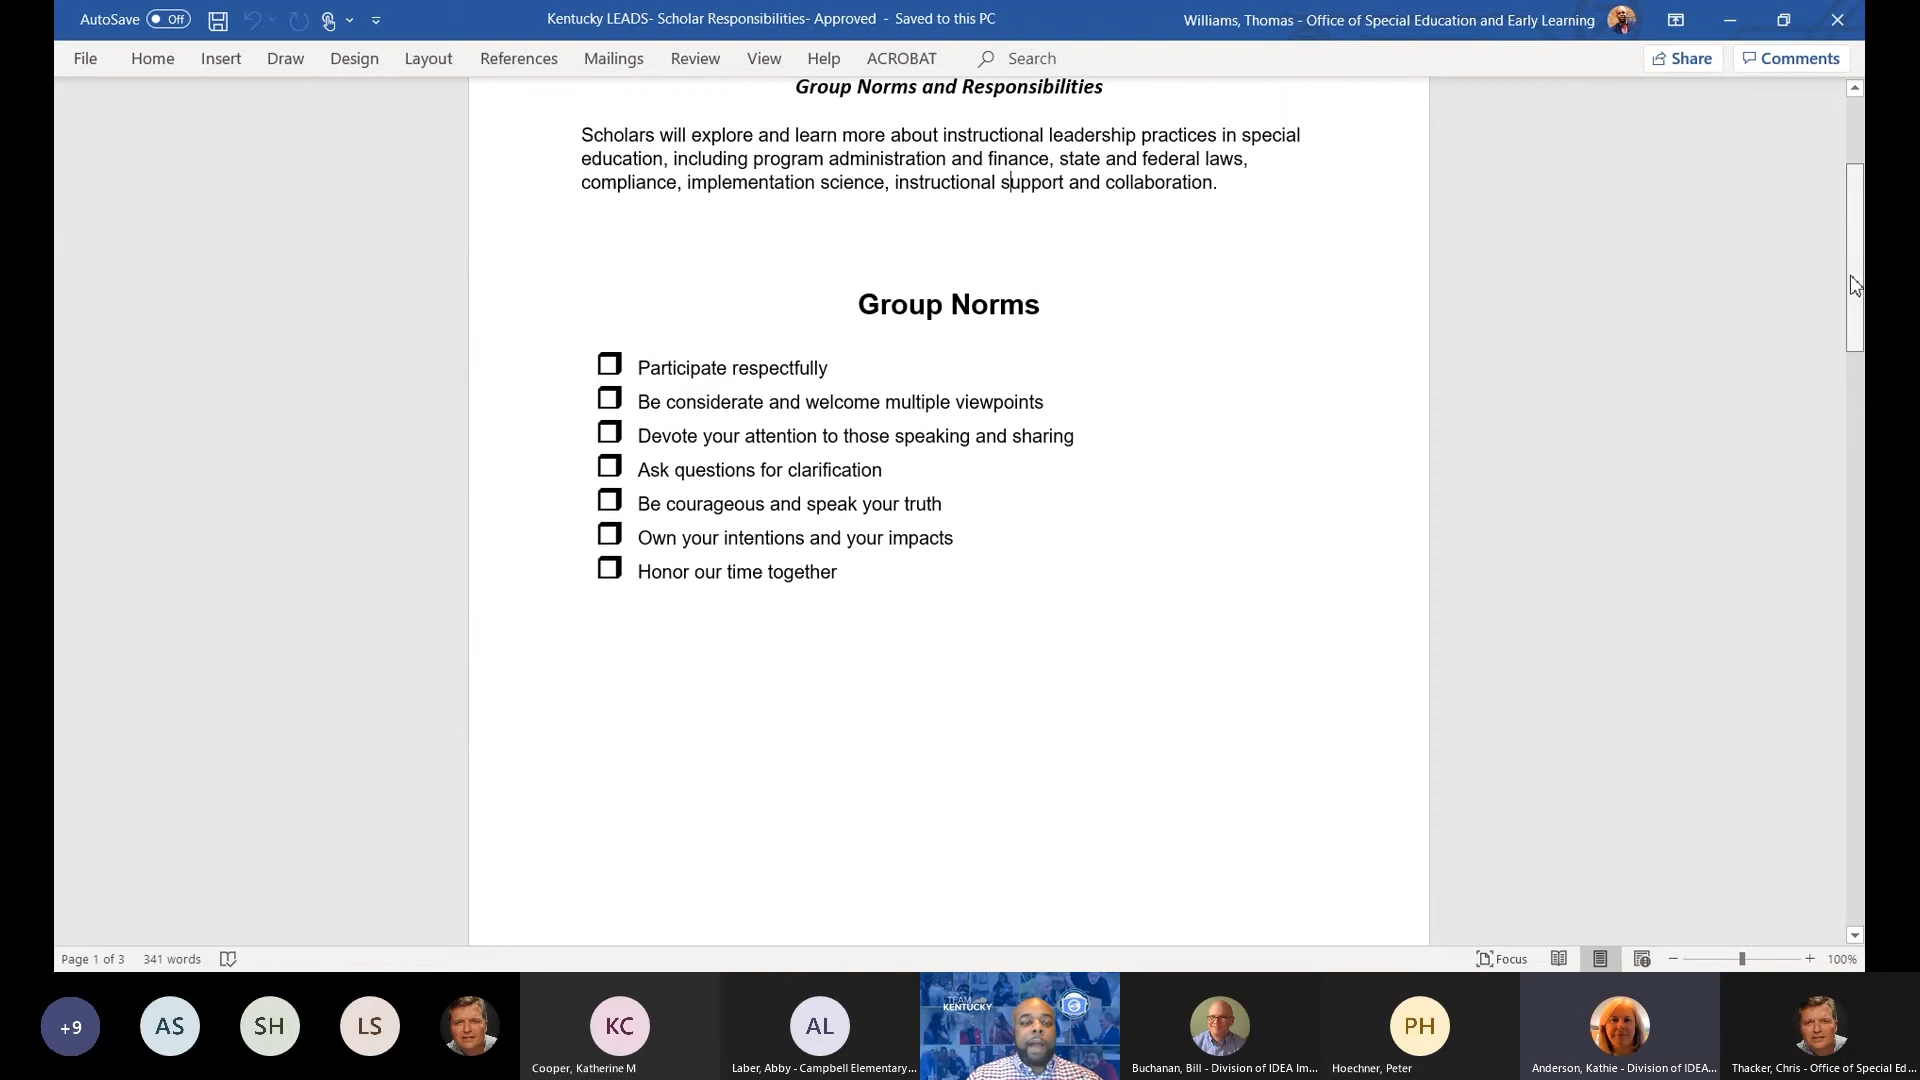 AutoSave Off Kentucky LEADS- Scholar Responsibilities- Approved - Saved to this PC Williams, Thomas - Office of Special Education and Early Learning
File Home Insert Draw Design Layout References Mailings Review View Help ACROBAT Search Share Comments
Group Norms and Responsibilities
Scholars will explore and learn more about instructional leadership practices in special
education, including program administration and finance, state and federal laws,
compliance, implementation science, instructional support and collaboration.
Group Norms
Participate respectfully
Be considerate and welcome multiple viewpoints
Devote your attention to those speaking and sharing
Ask questions for clarification
Be courageous and speak your truth
Own your intentions and your impacts
Honor our time together
Page 1 of 3 341 words Focus 100%
+9 AS SH LS KC AL PH
TEAM
KENTUCKY
Cooper, Katherine M Laber, Abby - Campbell Elementary... Buchanan, Bill - Division of IDEA Im... Hoechner, Peter Anderson, Kathie - Division of IDEA... Thacker, Chris - Office of Special Ed...